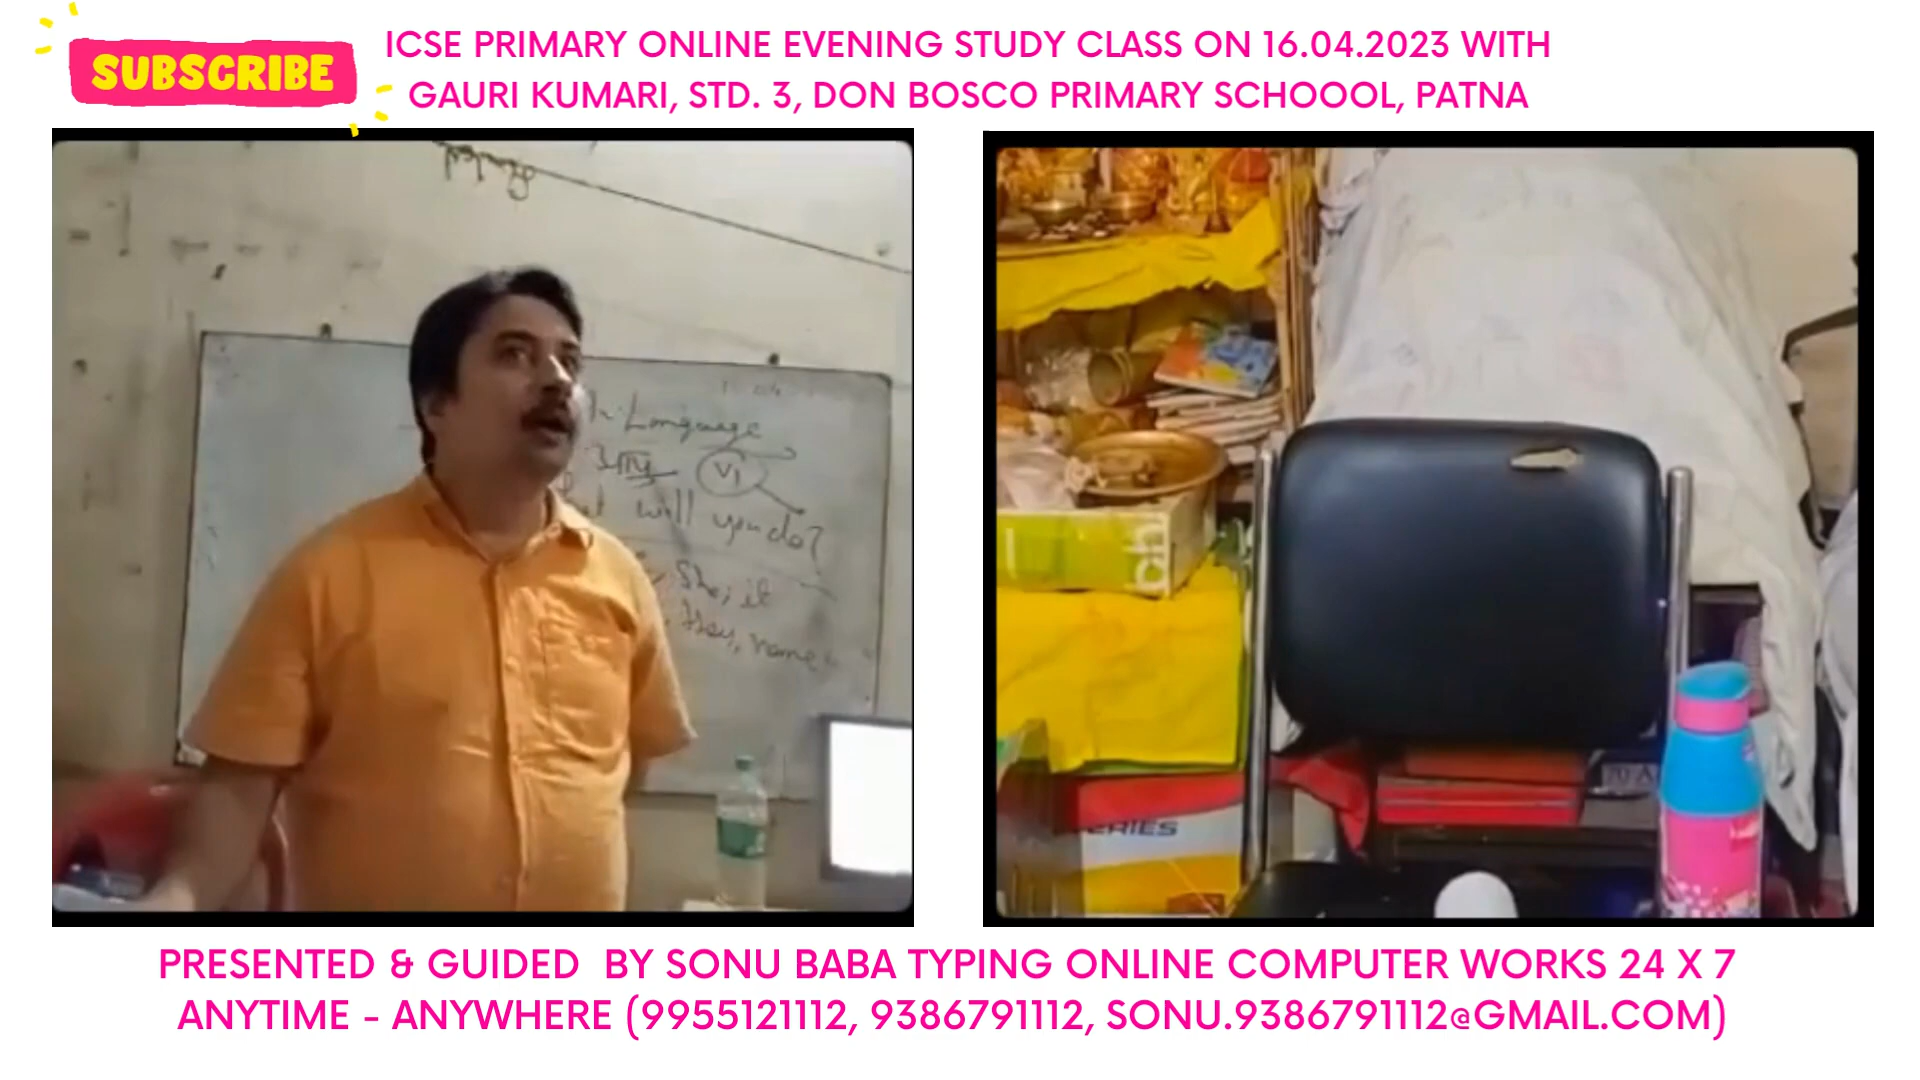 SUBSCRIBE
ICSE PRIMARY ONLINE EVENING STUDY CLASS ON 16.04.2023 WITH
GAURI KUMARI, STD. 3, DON BOSCO PRIMARY SCHOOOL, PATNA
Language
V1
will you do?
She, it
they, name
ch
PRESENTED & GUIDED BY SONU BABA TYPING ONLINE COMPUTER WORKS 24 X 7
ANYTIME - ANYWHERE (9955121112, 9386791112, SONU.9386791112@GMAIL.COM)